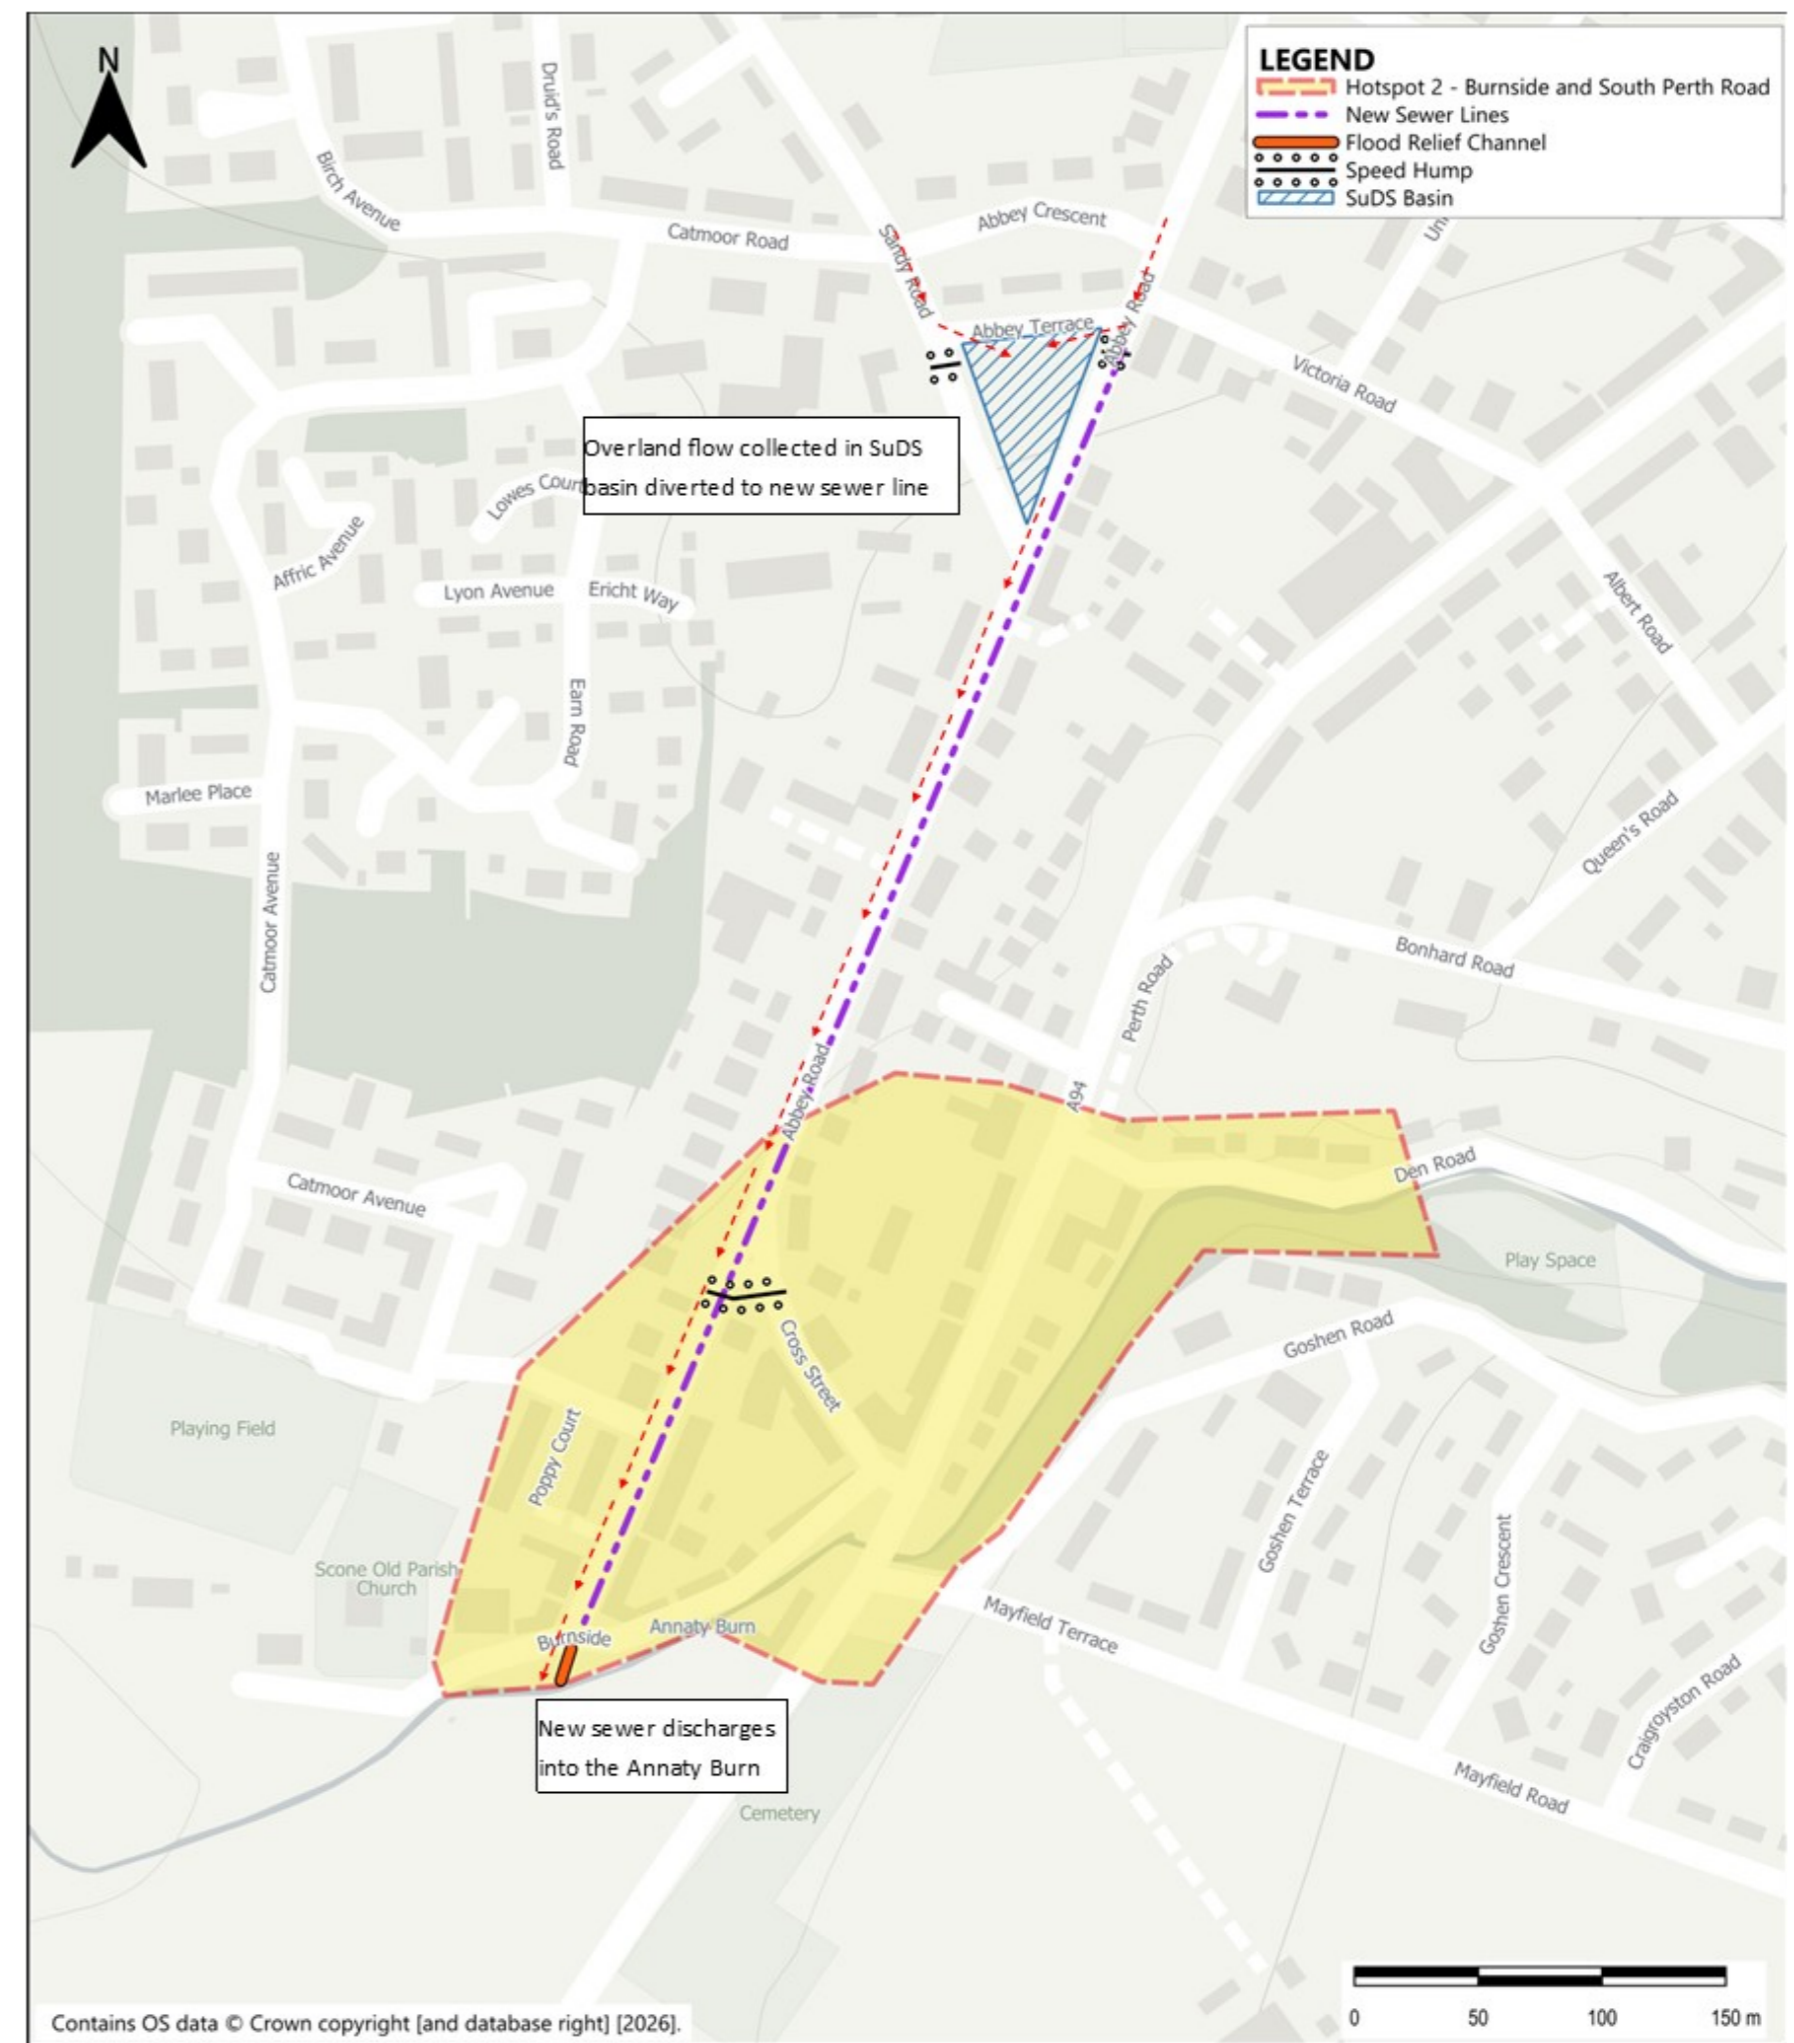 N
LEGEND
Hotspot 2 - Burnside and South Perth Road
New Sewer Lines
Flood Relief Channel
Speed Hump
SuDS Basin
Druid's Road
Birch Avenue
Catmoor Road
Sandy Road
Abbey Crescent
Abbey Terrace
Abbey Road
Abbey Road
Victoria Road
Overland flow collected in SuDS
basin diverted to new sewer line
Lowes Court
Affric Avenue
Lyon Avenue
Ericht Way
Albert Road
Earn Road
Marlee Place
Queen's Road
Catmoor Avenue
Bonhard Road
Perth Road
Abbey Road
A94
Den Road
Catmoor Avenue
Play Space
Cross Street
Goshen Road
Playing Field
Poppy Court
Goshen Terrace
Goshen Crescent
Scone Old Parish
Church
Mayfield Terrace
Burnside
Annaty Burn
Craigroyston Road
New sewer discharges
into the Annaty Burn
Mayfield Road
Cemetery
0 50 100 150 m
Contains OS data © Crown copyright [and database right] [2026].